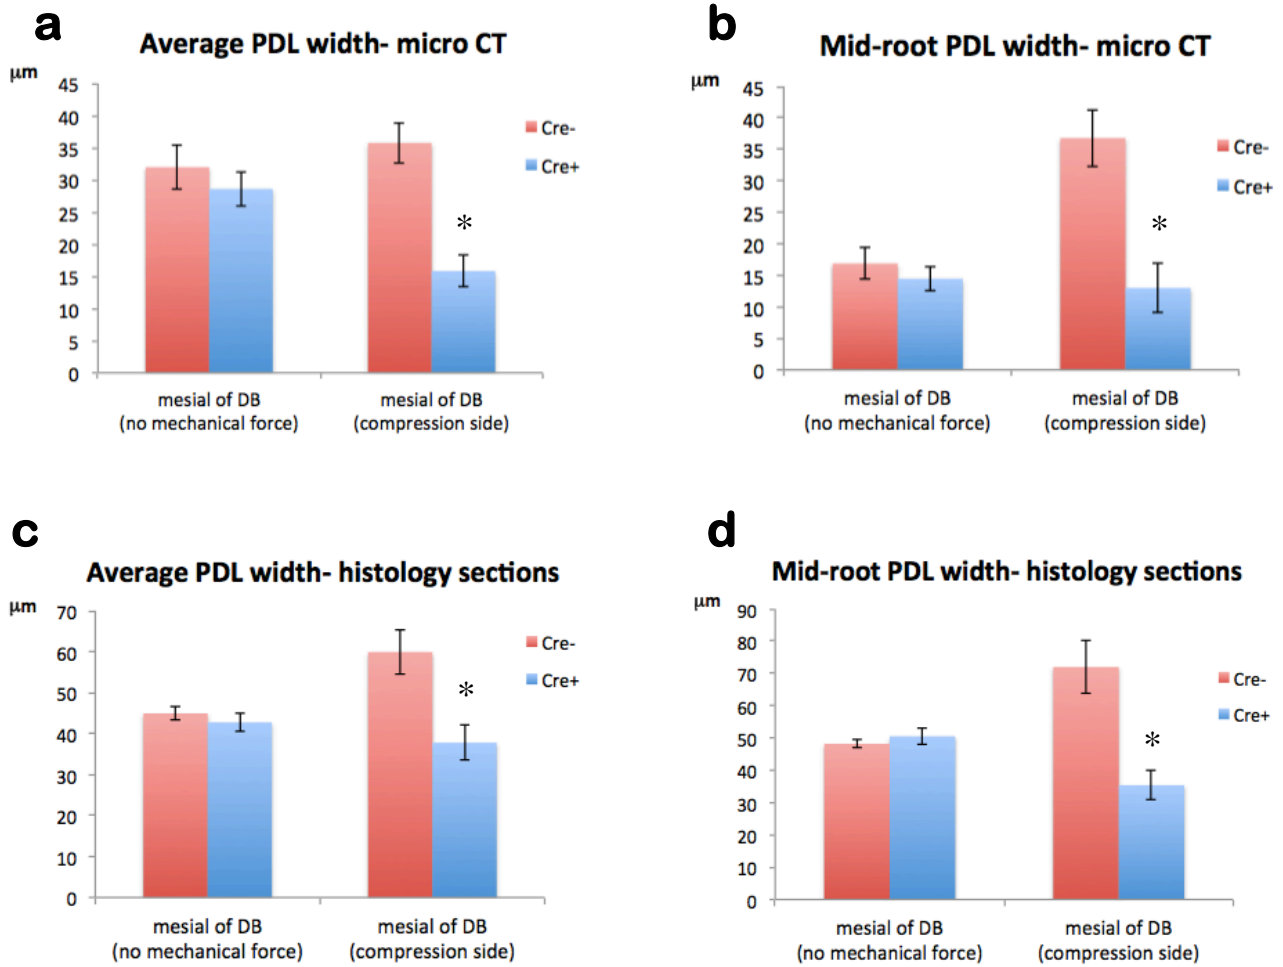 a
Average PDL width- micro CT
μm
45
40
35
30
25
20
15
10
5
0
Cre-
Cre+
*
mesial of DB
(no mechanical force)
mesial of DB
(compression side)
b
Mid-root PDL width- micro CT
μm
45
40
35
30
25
20
15
10
5
0
Cre-
Cre+
*
mesial of DB
(no mechanical force)
mesial of DB
(compression side)
c
Average PDL width- histology sections
μm
70
60
50
40
30
20
10
0
Cre-
Cre+
*
mesial of DB
(no mechanical force)
mesial of DB
(compression side)
d
Mid-root PDL width- histology sections
μm
90
80
70
60
50
40
30
20
10
0
Cre-
Cre+
*
mesial of DB
(no mechanical force)
mesial of DB
(compression side)